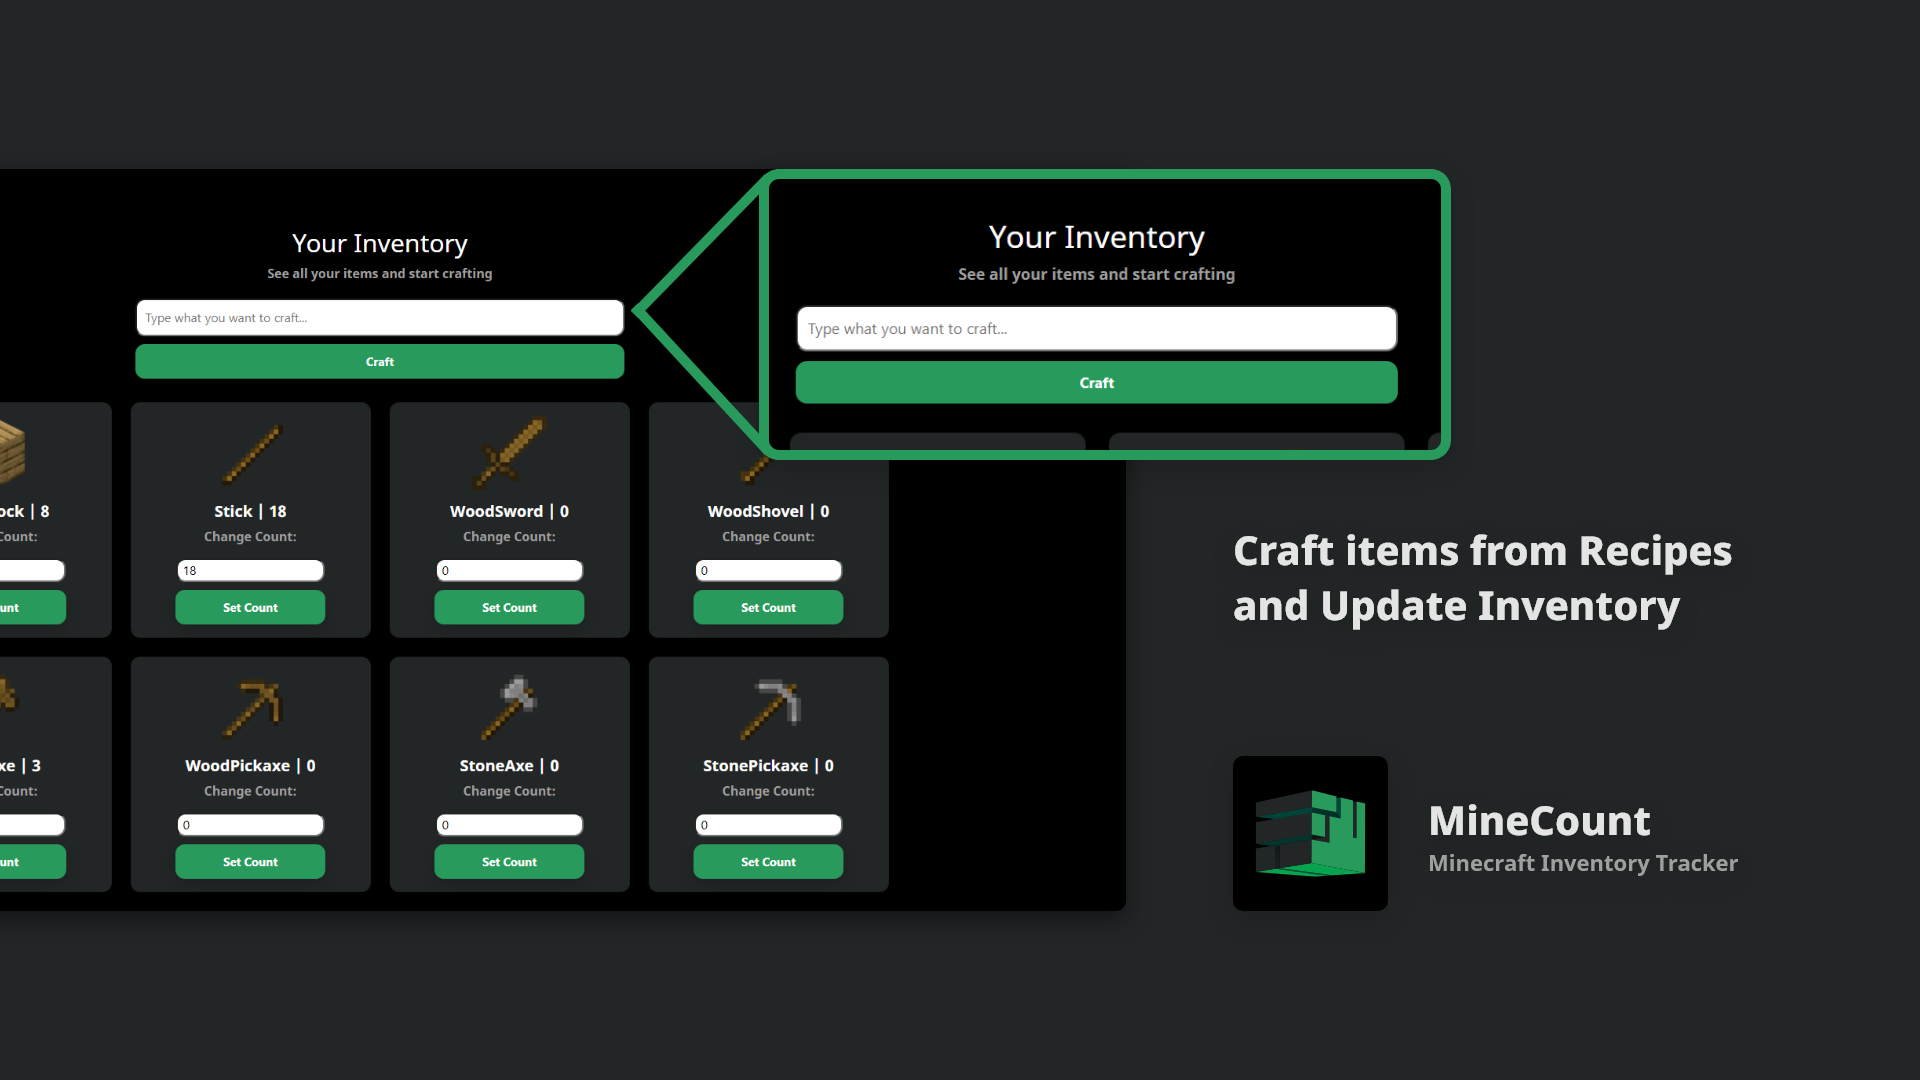 Your Inventory
See all your items and start crafting
Type what you want to craft...
Craft
Your Inventory
See all your items and start crafting
Type what you want to craft...
Craft
ock | 8
Count:
unt
Stick | 18
Change Count:
18
Set Count
WoodSword | 0
Change Count:
0
Set Count
WoodShovel | 0
Change Count:
0
Set Count
xe | 3
Count:
unt
WoodPickaxe | 0
Change Count:
0
Set Count
StoneAxe | 0
Change Count:
0
Set Count
StonePickaxe | 0
Change Count:
0
Set Count
Craft items from Recipes
and Update Inventory
MineCount
Minecraft Inventory Tracker